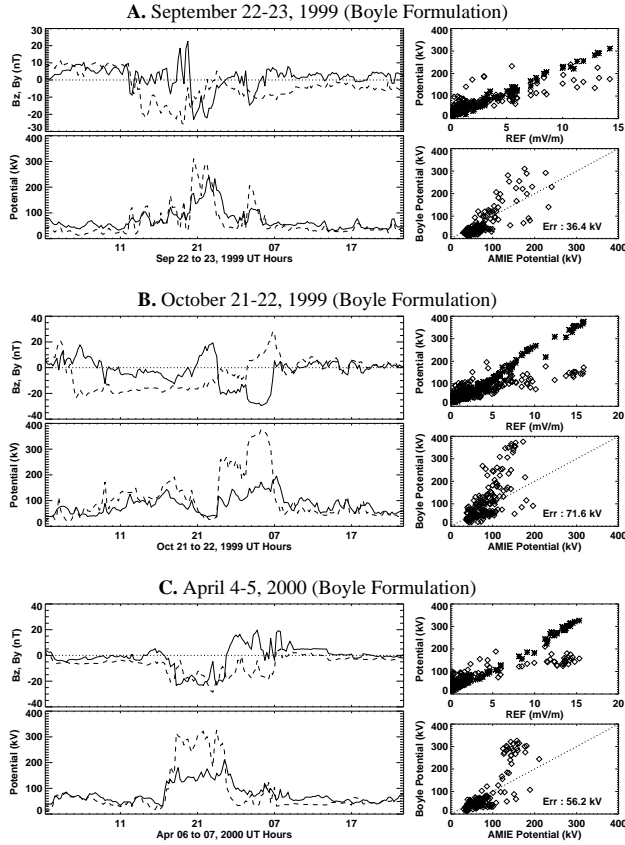 A. September 22-23, 1999 (Boyle Formulation)
Bz, By (nT)
30
20
10
0
-10
-20
-30
Potential (kV)
400
300
200
100
0
11 21 07 17
Sep 22 to 23, 1999 UT Hours
Potential (kV)
400
300
200
100
0
0 5 10 15
REF (mV/m)
Boyle Potential (kV)
400
300
200
100
0
Err : 36.4 kV
0 100 200 300 400
AMIE Potential (kV)
B. October 21-22, 1999 (Boyle Formulation)
Bz, By (nT)
40
20
0
-20
-40
Potential (kV)
400
300
200
100
0
11 21 07 17
Oct 21 to 22, 1999 UT Hours
Potential (kV)
400
300
200
100
0
0 5 10 15 20
REF (mV/m)
Boyle Potential (kV)
400
300
200
100
0
Err : 71.6 kV
0 100 200 300 400
AMIE Potential (kV)
C. April 4-5, 2000 (Boyle Formulation)
Bz, By (nT)
40
20
0
-20
-40
Potential (kV)
400
300
200
100
0
11 21 07 17
Apr 06 to 07, 2000 UT Hours
Potential (kV)
400
300
200
100
0
0 5 10 15 20
REF (mV/m)
Boyle Potential (kV)
400
300
200
100
0
Err : 56.2 kV
0 100 200 300 400
AMIE Potential (kV)